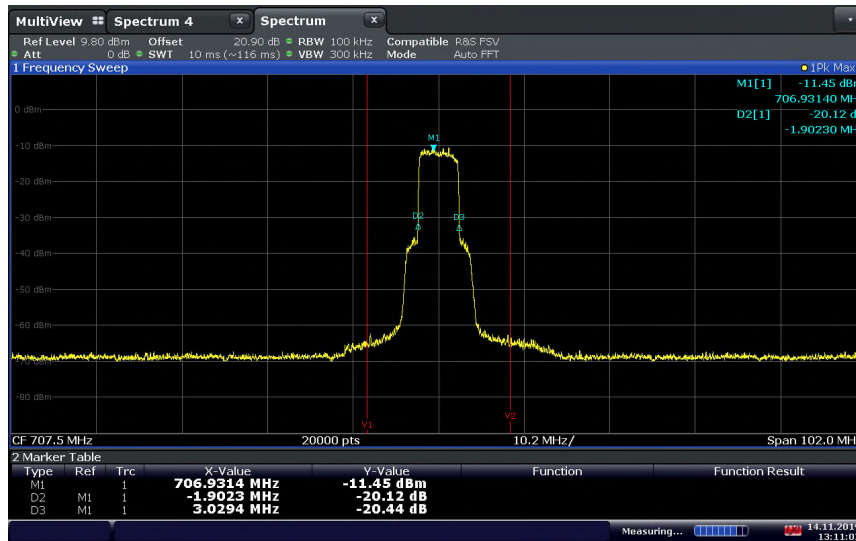 MultiView Spectrum 4 X Spectrum X
Ref Level 9.80 dBm Offset 20.90 dB RBW 100 kHz Compatible R&S FSV
Att 0 dB SWT 10 ms (~116 ms) VBW 300 kHz Mode Auto FFT
1 Frequency Sweep 1Pk Max
M1[1] -11.45 dB
706.93140 MH
D2[1] -20.12 d
-1.90230 MH
0 dBm
M1
-10 dBm
-20 dBm
-30 dBm
D2 D3
-40 dBm
-50 dBm
-60 dBm
-70 dBm
-80 dBm
V1 V2
CF 707.5 MHz 20000 pts 10.2 MHz/ Span 102.0 MH
2 Marker Table
Type Ref Trc X-Value Y-Value Function Function Result
M1 1 706.9314 MHz -11.45 dBm
D2 M1 1 -1.9023 MHz -20.12 dB
D3 M1 1 3.0294 MHz -20.44 dB
Measuring... 14.11.201
13:11:0